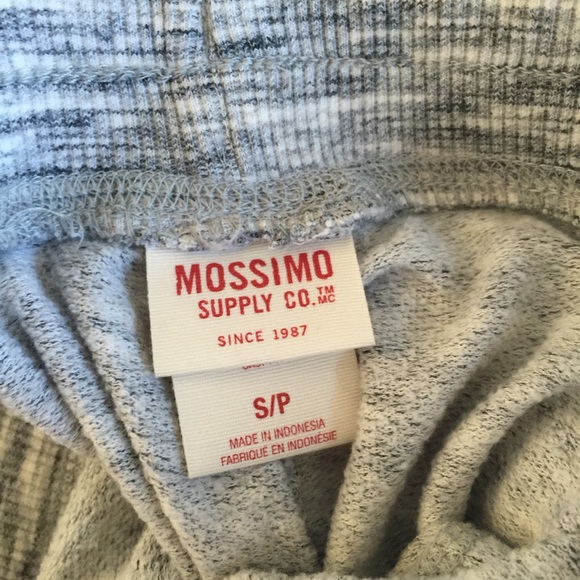 MOSSIMO
SUPPLY CO.™ MC
SINCE 1987
S/P
MADE IN INDONESIA
FABRIQUÉ EN INDONÉSIE